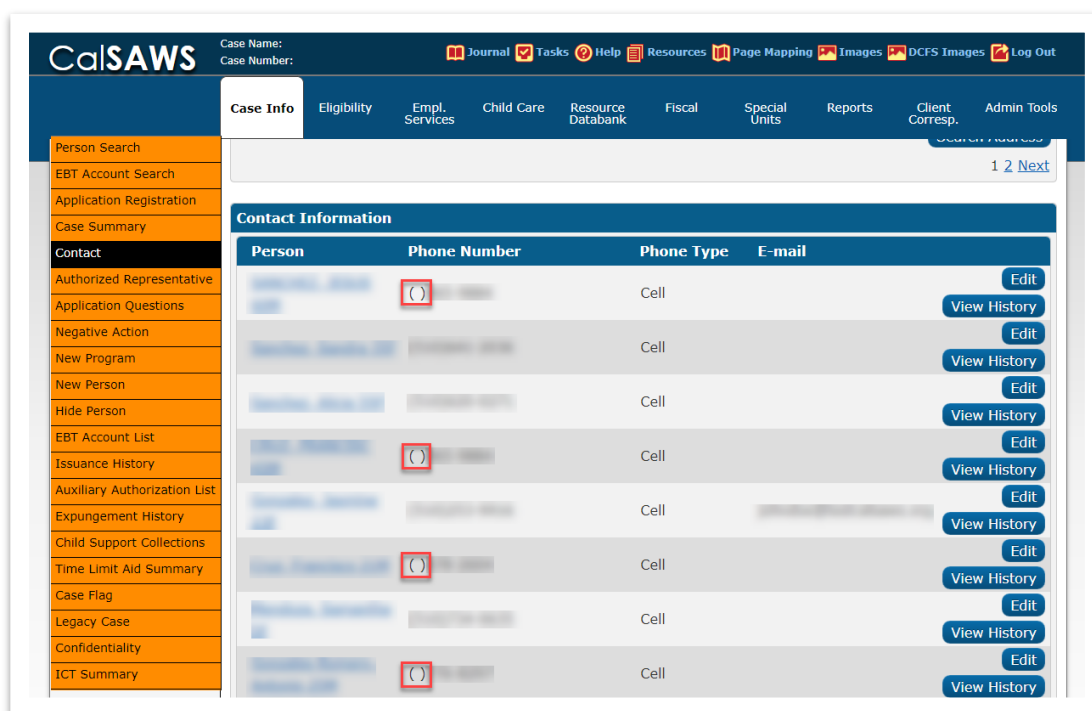 CalSAWS
Case Name:
Case Number:
Journal Tasks Help Resources Page Mapping Images DCFS Images Log Out
Case Info
Eligibility
Empl. Services
Child Care
Resource Databank
Fiscal
Special Units
Reports
Client Corresp.
Admin Tools
Person Search
EBT Account Search
Application Registration
Case Summary
Contact
Authorized Representative
Application Questions
Negative Action
New Program
New Person
Hide Person
EBT Account List
Issuance History
Auxiliary Authorization List
Expungement History
Child Support Collections
Time Limit Aid Summary
Case Flag
Legacy Case
Confidentiality
ICT Summary
Search Address
1 2 Next
Contact Information
Person Phone Number Phone Type E-mail
( ) Cell Edit
View History
Cell Edit
View History
Cell Edit
View History
( ) Cell Edit
View History
Cell Edit
View History
( ) Cell Edit
View History
Cell Edit
View History
( ) Cell Edit
View History